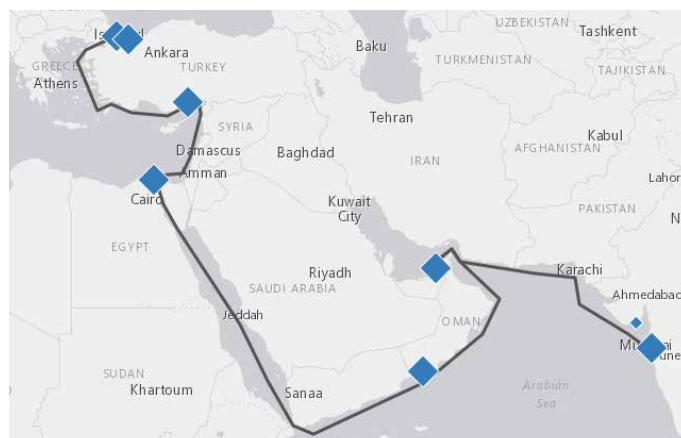 UZBEKISTAN
Tashkent
Baku
Ankara
GREECE
TURKEY
TURKMENISTAN
TAJIKISTAN
Athens
Tehran
SYRIA
Kabul
Damascus
Baghdad
IRAN
AFGHANISTAN
Amman
Lahor
Cairo
Kuwait
City
PAKISTAN
N
EGYPT
Riyadh
Karachi
SAUDI ARABIA
Ahmedabad
Jeddah
OMAN
SUDAN
Khartoum
Sanaa
Arabian
Sea